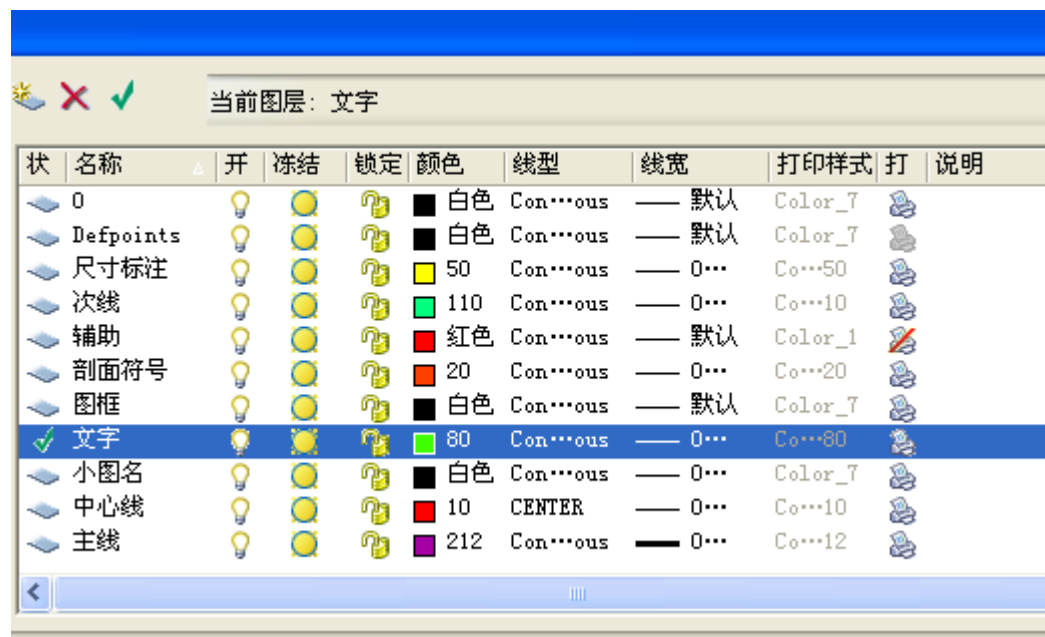 当前图层: 文字
状 名称 开 冻结 锁定 颜色 线型 线宽 打印样式 打 说明
0 白色 Con···ous 默认 Color_7
Defpoints 白色 Con···ous 默认 Color_7
尺寸标注 50 Con···ous 0··· Co···50
次线 110 Con···ous 0··· Co···10
辅助 红色 Con···ous 默认 Color_1
剖面符号 20 Con···ous 0··· Co···20
图框 白色 Con···ous 默认 Color_7
文字 80 Con···ous 0··· Co···80
小图名 白色 Con···ous 0··· Color_7
中心线 10 CENTER 0··· Co···10
主线 212 Con···ous 0··· Co···12